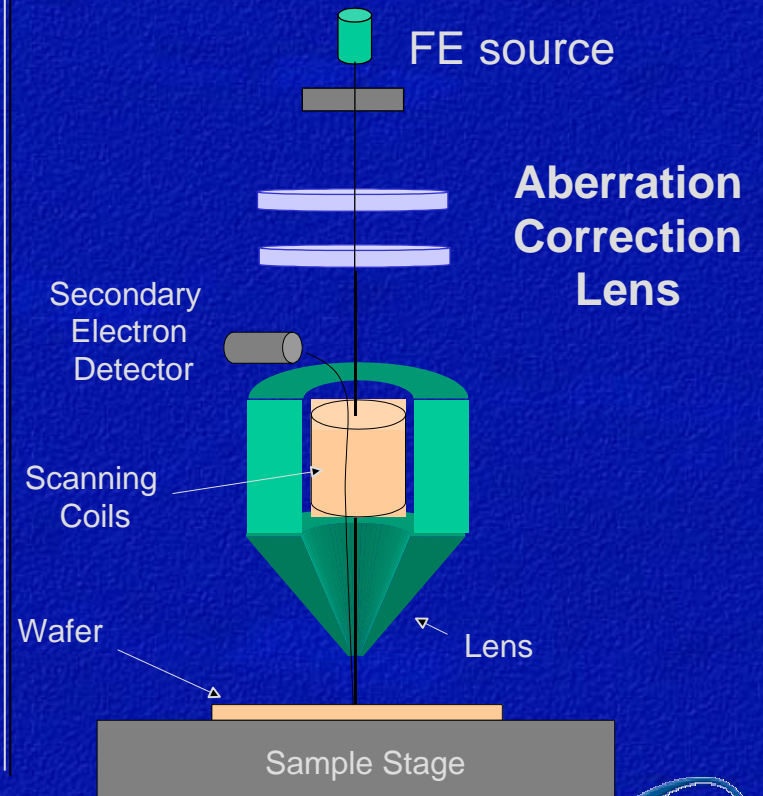 FE source
Aberration
Correction
Lens
Secondary
Electron
Detector
Scanning
Coils
Wafer
Lens
Sample Stage